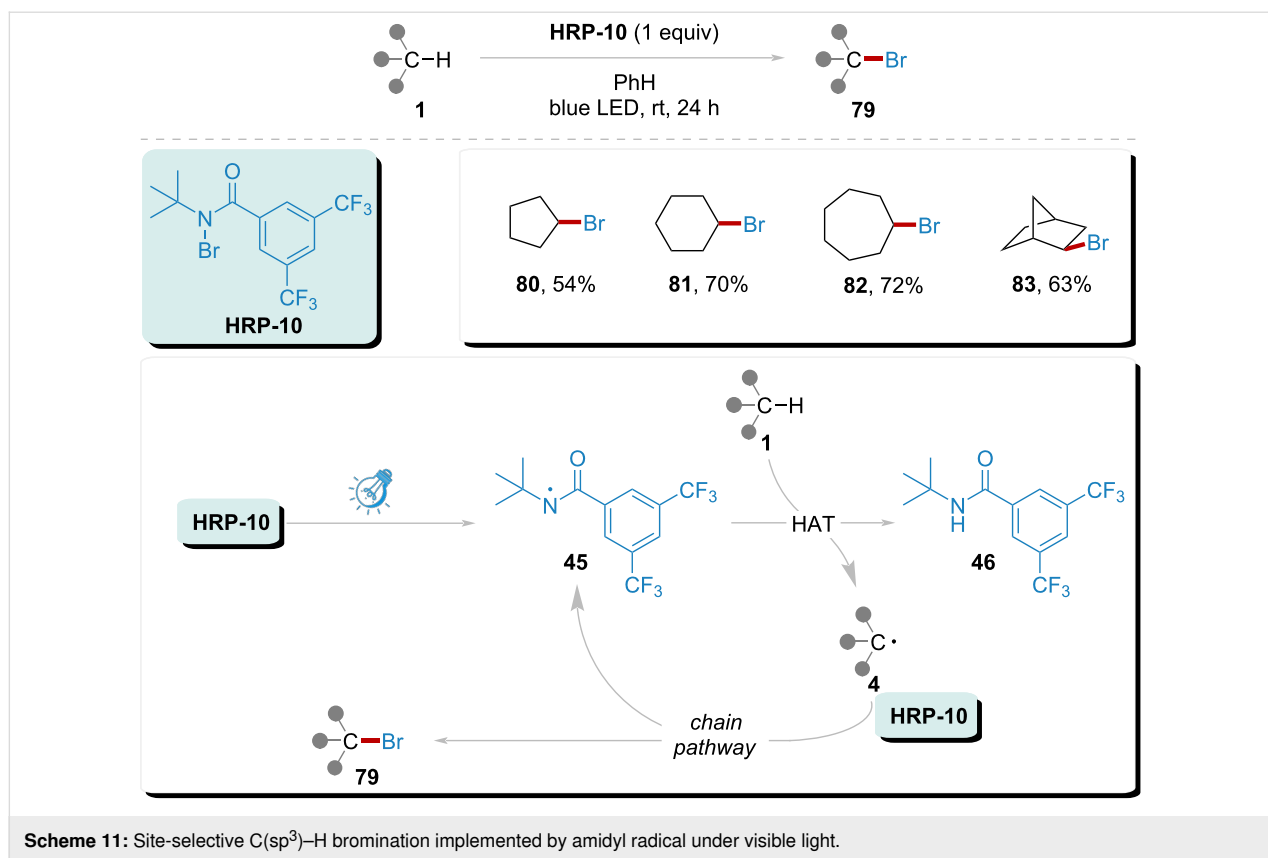 HRP-10 (1 equiv)
C–H
C Br
PhH
blue LED, rt, 24 h
1
79
O
N
Br
CF3
CF3
HRP-10
Br
Br
Br
Br
80, 54%
81, 70%
82, 72%
83, 63%
C–H
1
HRP-10
O
N
CF3
CF3
45
HAT
O
N
H
CF3
CF3
46
C·
4
HRP-10
chain
pathway
C Br
79
Scheme 11: Site-selective C(sp³)–H bromination implemented by amidyl radical under visible light.